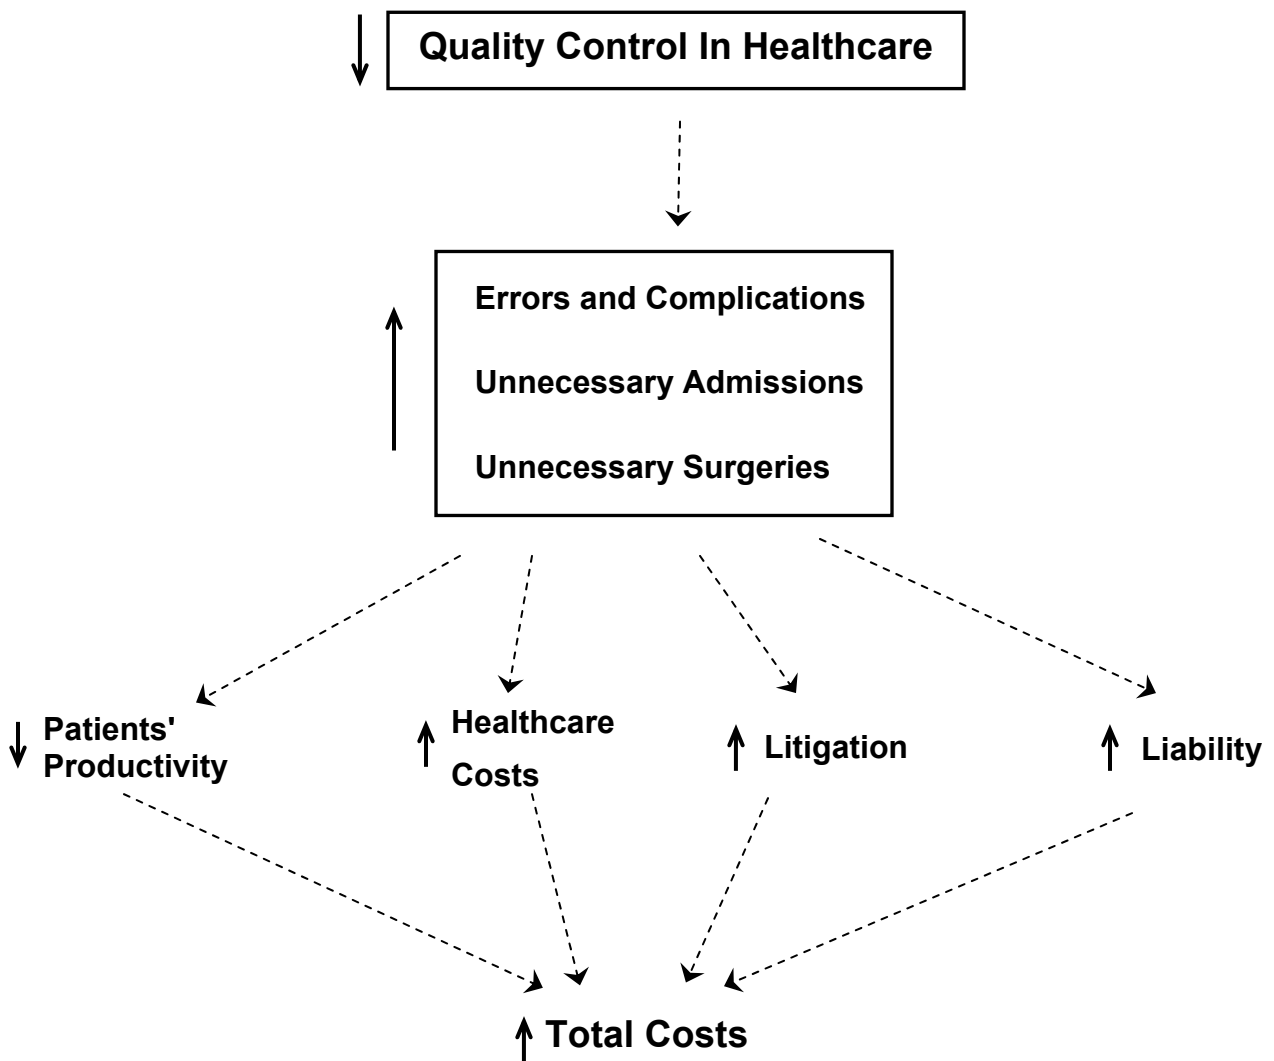 Quality Control In Healthcare
Errors and Complications
Unnecessary Admissions
Unnecessary Surgeries
Patients'
Productivity
Healthcare
Costs
Litigation
Liability
Total Costs